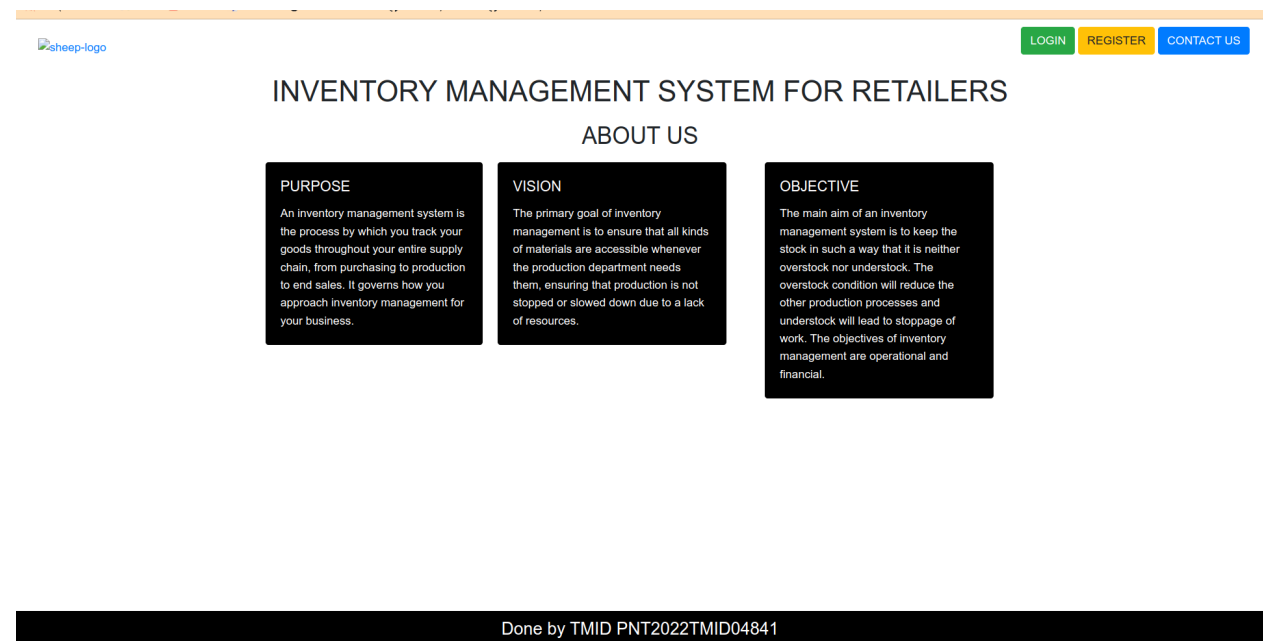 sheep-logo
LOGIN REGISTER CONTACT US
INVENTORY MANAGEMENT SYSTEM FOR RETAILERS
ABOUT US
PURPOSE
An inventory management system is
the process by which you track your
goods throughout your entire supply
chain, from purchasing to production
to end sales. It governs how you
approach inventory management for
your business.
VISION
The primary goal of inventory
management is to ensure that all kinds
of materials are accessible whenever
the production department needs
them, ensuring that production is not
stopped or slowed down due to a lack
of resources.
OBJECTIVE
The main aim of an inventory
management system is to keep the
stock in such a way that it is neither
overstock nor understock. The
overstock condition will reduce the
other production processes and
understock will lead to stoppage of
work. The objectives of inventory
management are operational and
financial.
Done by TMID PNT2022TMID04841